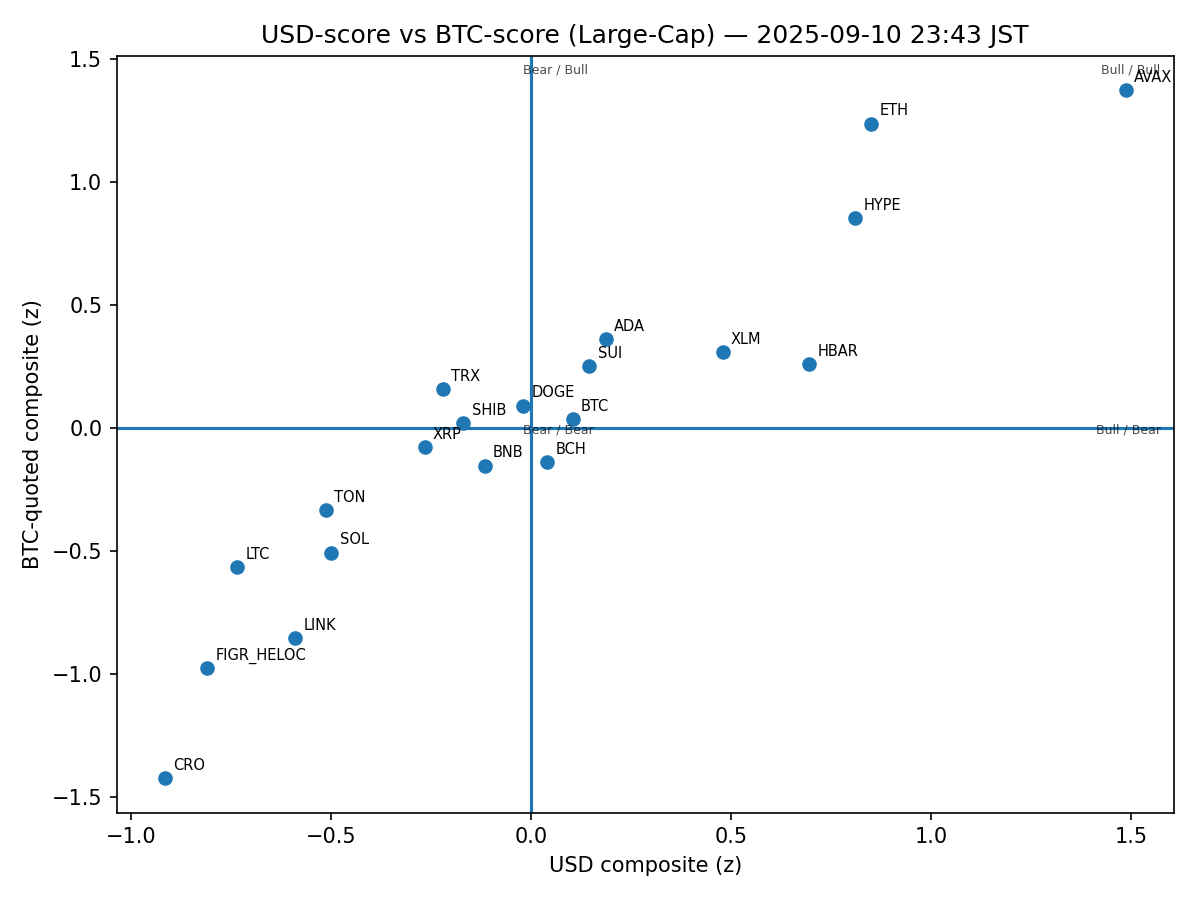 USD-score vs BTC-score (Large-Cap) — 2025-09-10 23:43 JST
1.5
Bear / Bull
Bull / Bull
AVAX
ETH
1.0
HYPE
0.5
ADA
XLM
SUI
HBAR
TRX
DOGE
SHIB
BTC
0.0
XRP
Bear / Bear
Bull / Bear
BNB
BCH
TON
−0.5
SOL
LTC
LINK
FIGR_HELOC
−1.0
CRO
−1.5
BTC-quoted composite (z)
−1.0
−0.5
0.0
0.5
1.0
1.5
USD composite (z)